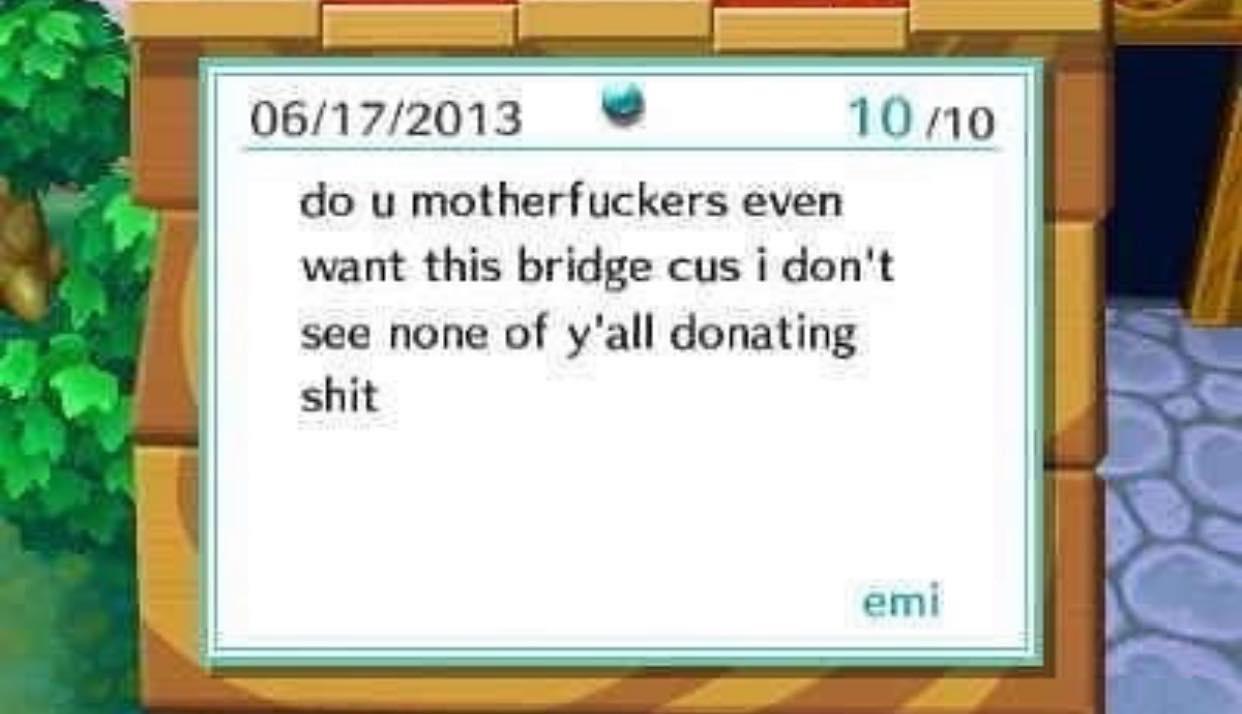 06/17/2013 10/10
do u motherfuckers even
want this bridge cus i don't
see none of y'all donating
shit
emi